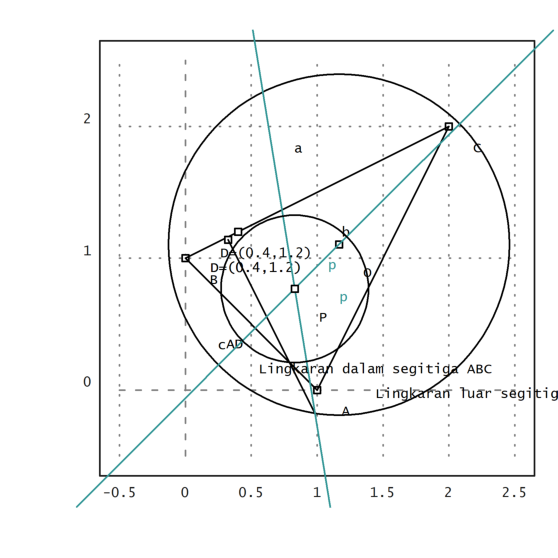 2
a
C
b
D=(0.4,1.2)
1
p
D=(0.4,1.2)
O
B
p
P
cAD
Lingkaran dalam segitiga ABC
0
Lingkaran luar segitig
A
-0.5 0 0.5 1 1.5 2 2.5